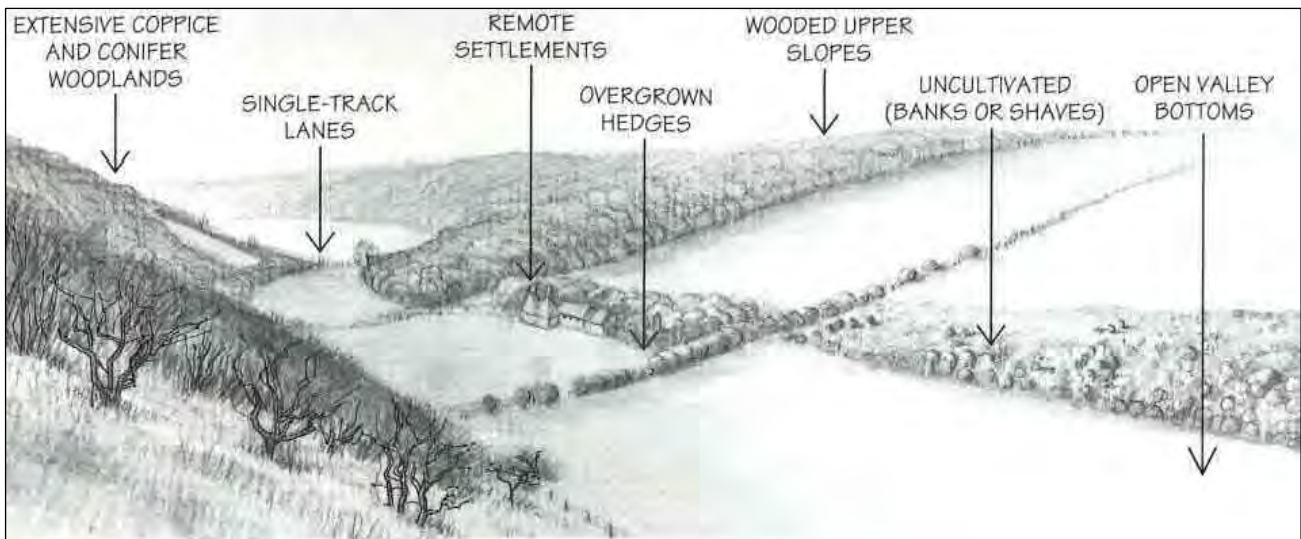 EXTENSIVE COPPICE
AND CONIFER
WOODLANDS
SINGLE-TRACK
LANES
REMOTE
SETTLEMENTS
OVERGROWN
HEDGES
WOODED UPPER
SLOPES
UNCULTIVATED
(BANKS OR SHAVES)
OPEN VALLEY
BOTTOMS